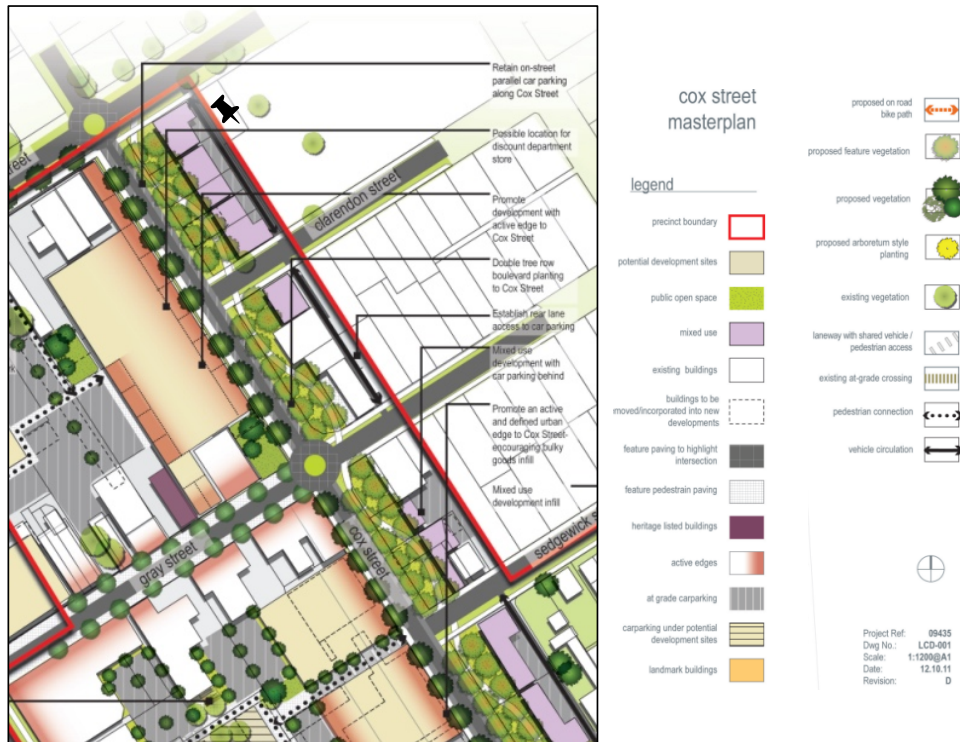 Retain on-street
parallel car parking
along Cox Street
Possible location for
discount department
store
Promote
development with
active edge to
Cox Street
Double tree row
boulevard planting
to Cox Street
Establish rear lane
access to car parking
Mixed use
development with
car parking behind
Promote an active
and defined urban
edge to Cox Street-
encouraging bulky
goods infill
Mixed use
development infill
street
clarendon street
gray street
cox street
sedgewick s
cox street
masterplan
legend
precinct boundary
potential development sites
public open space
mixed use
existing buildings
buildings to be
moved/incorporated into new
developments
feature paving to highlight
intersection
feature pedestrain paving
heritage listed buildings
active edges
at grade carparking
carparking under potential
development sites
landmark buildings
proposed on road
bike path
proposed feature vegetation
proposed vegetation
proposed arboretum style
planting
existing vegetation
laneway with shared vehicle /
pedestrian access
existing at-grade crossing
pedestrian connection
vehicle circulation
Project Ref: 09435
Dwg No.: LCD-001
Scale: 1:1200@A1
Date: 12.10.11
Revision: D